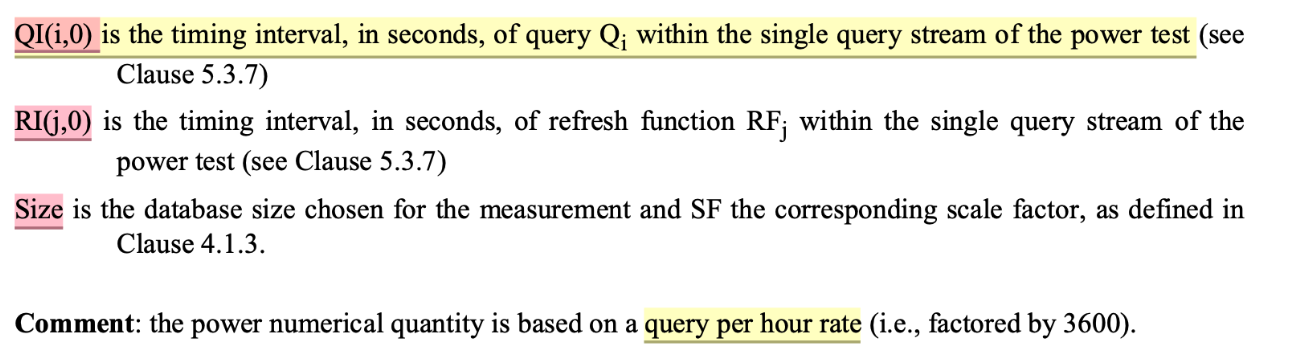 QI(i,0) is the timing interval, in seconds, of query Qi within the single query stream of the power test (see
Clause 5.3.7)
RI(j,0) is the timing interval, in seconds, of refresh function RFj within the single query stream of the
power test (see Clause 5.3.7)
Size is the database size chosen for the measurement and SF the corresponding scale factor, as defined in
Clause 4.1.3.
Comment: the power numerical quantity is based on a query per hour rate (i.e., factored by 3600).